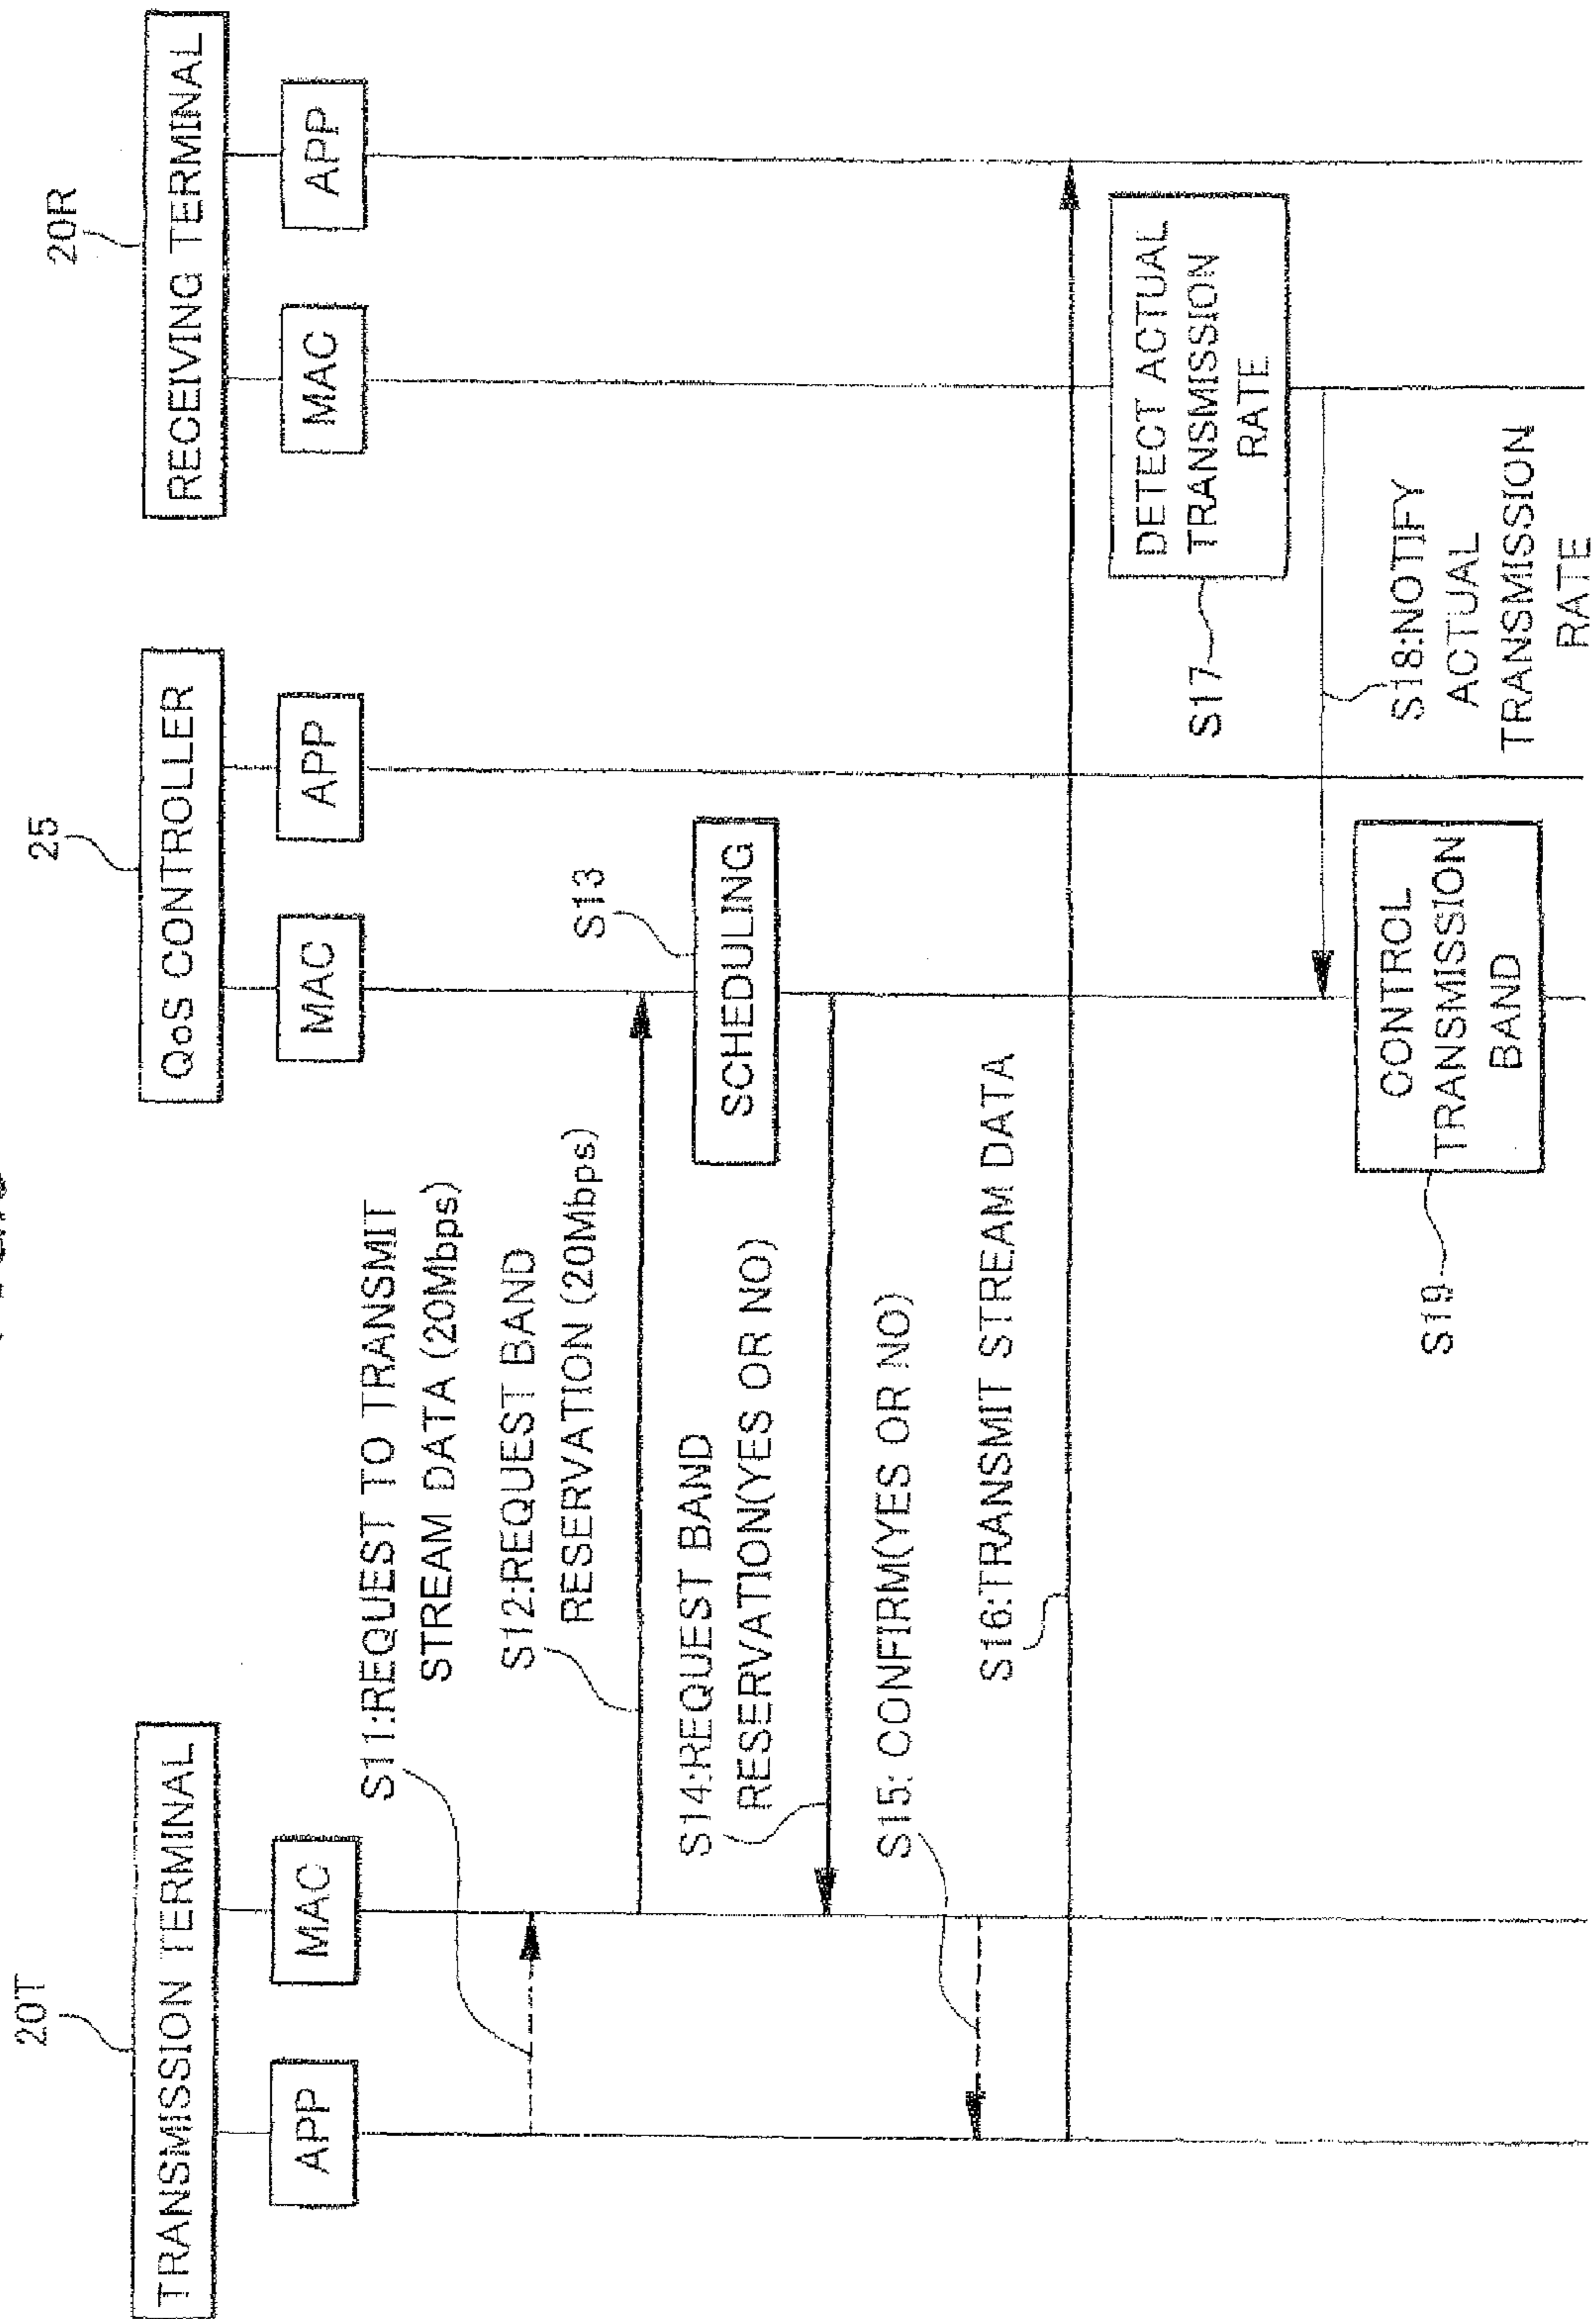 20T
TRANSMISSION TERMINAL
APP
MAC
25
QoS CONTROLLER
MAC
APP
20R
RECEIVING TERMINAL
MAC
APP
S11:REQUEST TO TRANSMIT
STREAM DATA (20Mbps)
S12:REQUEST BAND
RESERVATION (20Mbps)
S13
SCHEDULING
S14:REQUEST BAND
RESERVATION(YES OR NO)
S15: CONFIRM(YES OR NO)
S16:TRANSMIT STREAM DATA
S17
DETECT ACTUAL
TRANSMISSION
RATE
S18:NOTIFY
ACTUAL
TRANSMISSION
RATE
S19
CONTROL
TRANSMISSION
BAND